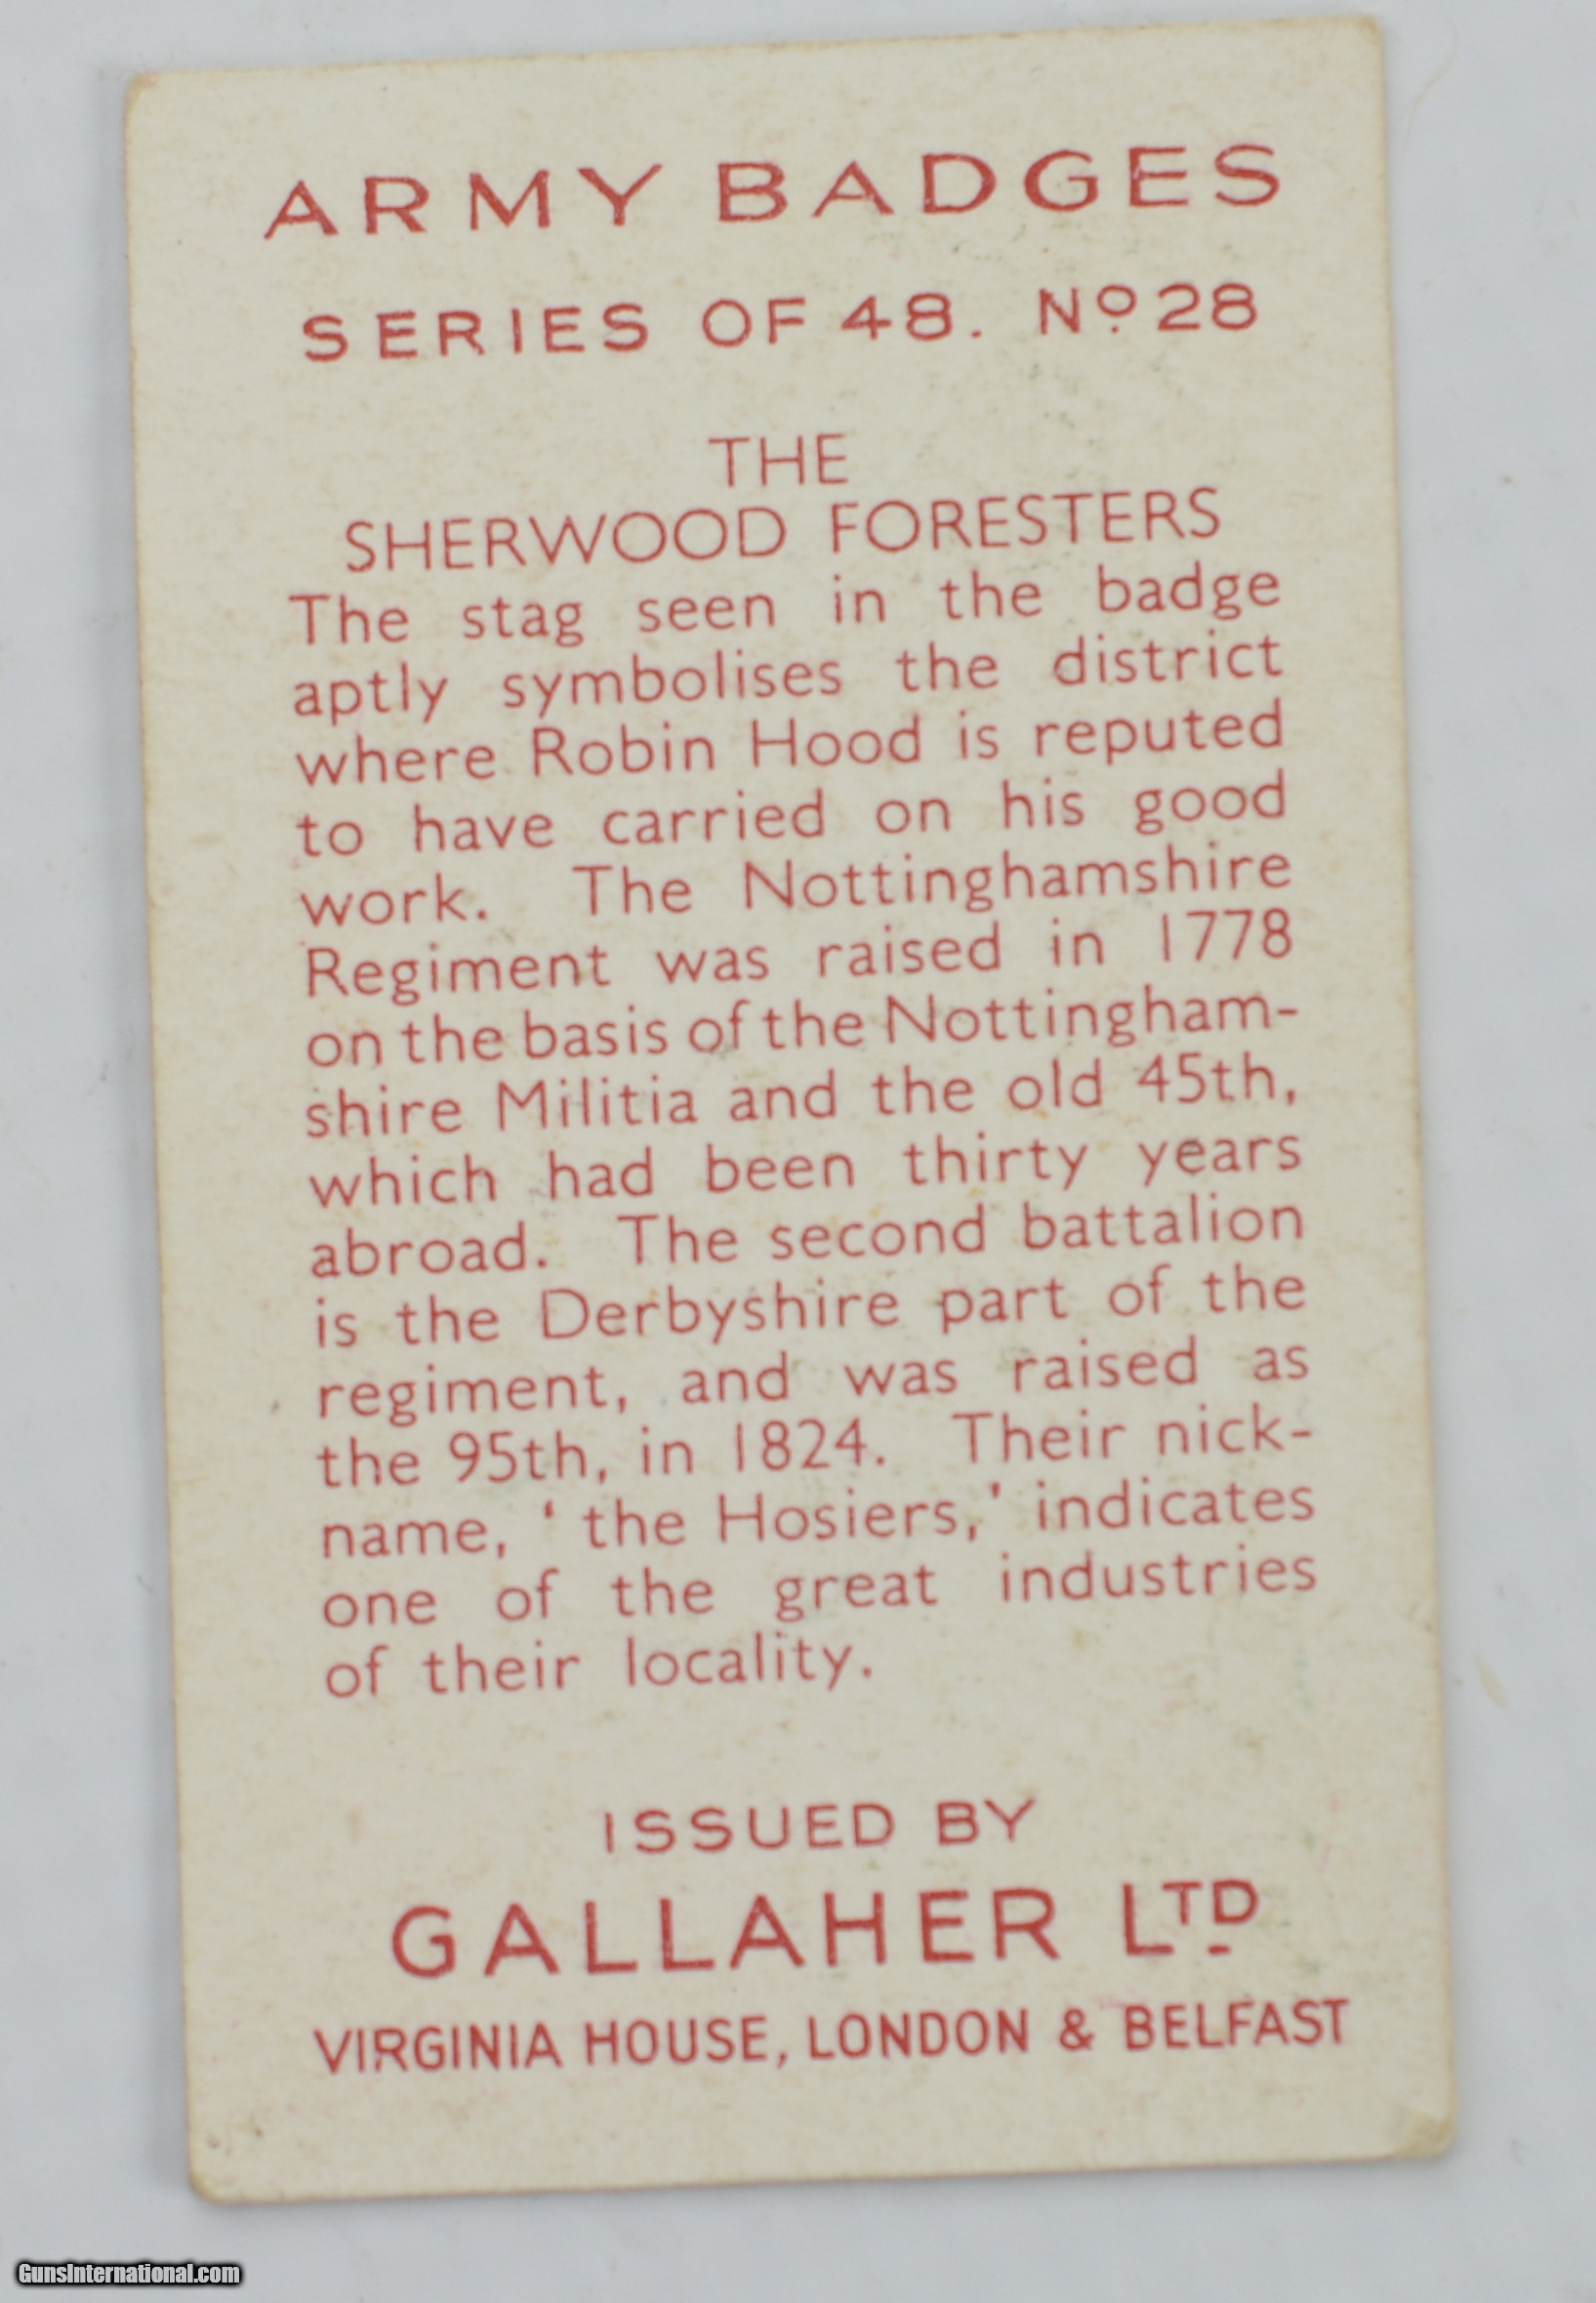 ARMY BADGES
SERIES OF 48. Nº 28
THE
SHERWOOD FORESTERS
The stag seen in the badge
aptly symbolises the district
where Robin Hood is reputed
to have carried on his good
work. The Nottinghamshire
Regiment was raised in 1778
on the basis of the Nottingham-
shire Militia and the old 45th,
which had been thirty years
abroad. The second battalion
is the Derbyshire part of the
regiment, and was raised as
the 95th, in 1824. Their nick-
name, ‘the Hosiers,’ indicates
one of the great industries
of their locality.
ISSUED BY
GALLAHER LTD
VIRGINIA HOUSE, LONDON & BELFAST
GunsInternational.com